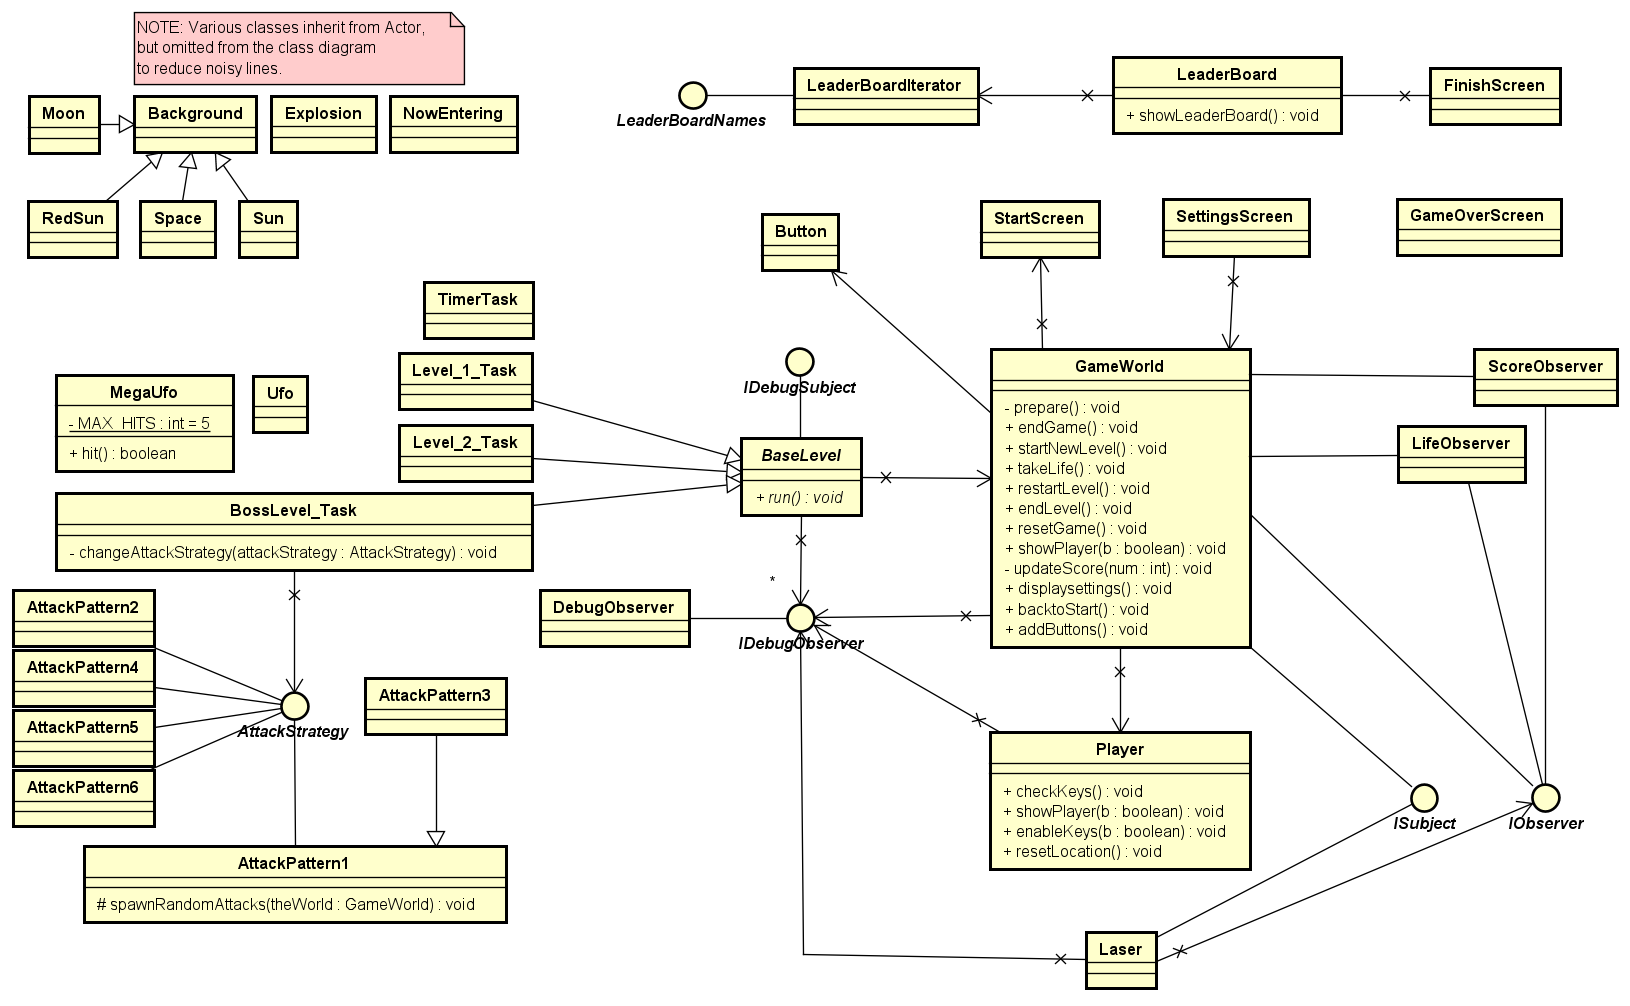 NOTE: Various classes inherit from Actor,
but omitted from the class diagram
to reduce noisy lines.
Moon
Background
Explosion
NowEntering
RedSun
Space
Sun
LeaderBoardNames
LeaderBoardIterator
LeaderBoard
+ showLeaderBoard() : void
FinishScreen
Button
StartScreen
SettingsScreen
GameOverScreen
TimerTask
Level_1_Task
Level_2_Task
MegaUfo
- MAX_HITS : int = 5
+ hit() : boolean
Ufo
IDebugSubject
BaseLevel
+ run() : void
BossLevel_Task
- changeAttackStrategy(attackStrategy : AttackStrategy) : void
GameWorld
- prepare() : void
+ endGame() : void
+ startNewLevel() : void
+ takeLife() : void
+ restartLevel() : void
+ endLevel() : void
+ resetGame() : void
+ showPlayer(b : boolean) : void
- updateScore(num : int) : void
+ displaysettings() : void
+ backtoStart() : void
+ addButtons() : void
ScoreObserver
LifeObserver
*
DebugObserver
IDebugObserver
AttackPattern2
AttackPattern4
AttackPattern5
AttackPattern6
AttackStrategy
AttackPattern3
AttackPattern1
# spawnRandomAttacks(theWorld : GameWorld) : void
Player
+ checkKeys() : void
+ showPlayer(b : boolean) : void
+ enableKeys(b : boolean) : void
+ resetLocation() : void
ISubject
IObserver
Laser